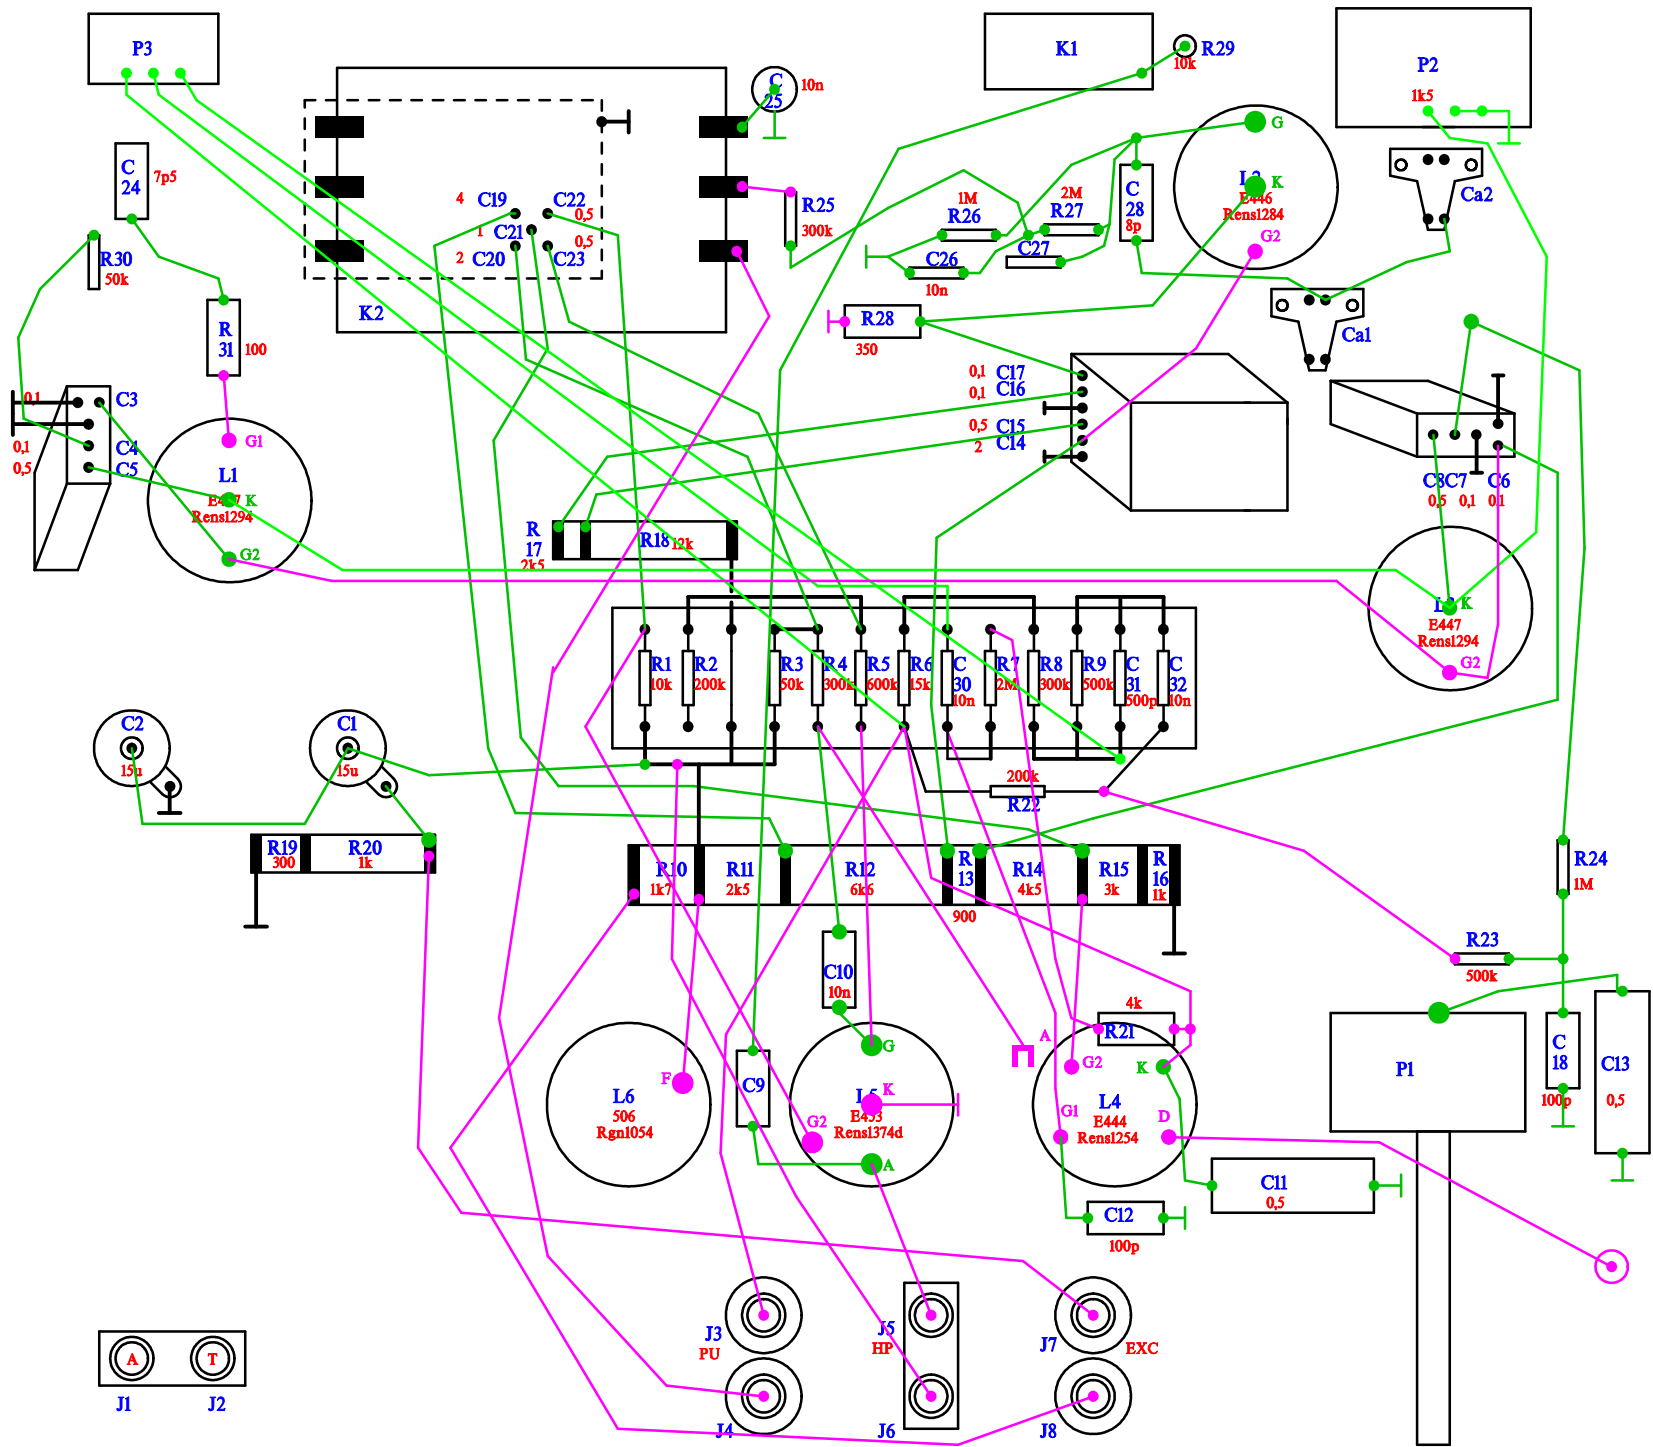 P3
C
25
10n
K1
R29
10k
P2
1k5
C
24
7p5
G
L2
K
E446
Rens1284
G2
Ca2
R30
50k
4
C19
C22
0,5
1
C21
2
C20
C23
0,5
K2
R25
300k
1M
R26
2M
R27
C
28
8p
C26
10n
C27
R28
350
Ca1
R
31
100
0,1
C3
C4
0,1
C5
0,5
G1
L1
K
Rens1294
G2
0,1
C17
0,1
C16
0,5
C15
2
C14
C8
C7
C6
0,5
0,1
0,1
R
17
2k5
R18
12k
L3
K
E447
Rens1294
G2
R1
10k
R2
200k
R3
50k
R4
300k
R5
600k
R6
15k
C
30
10n
R7
2M
R8
300k
R9
500k
C
31
500p
C
32
10n
200k
R22
C2
15u
C1
15u
R19
300
R20
1k
R10
1k7
R11
2k5
R12
6k6
R
13
900
R14
4k5
R15
3k
R
16
1k
R24
1M
R23
500k
C10
10n
4k
R21
A
G2
K
G1
L4
E444
Rens1254
D
G
L5
K
E453
Rens1374d
G2
A
C9
F
L6
506
Rgn1054
P1
C
18
100p
C13
0,5
C11
0,5
C12
100p
J3
PU
J4
J5
HP
J6
J7
EXC
J8
A
T
J1
J2